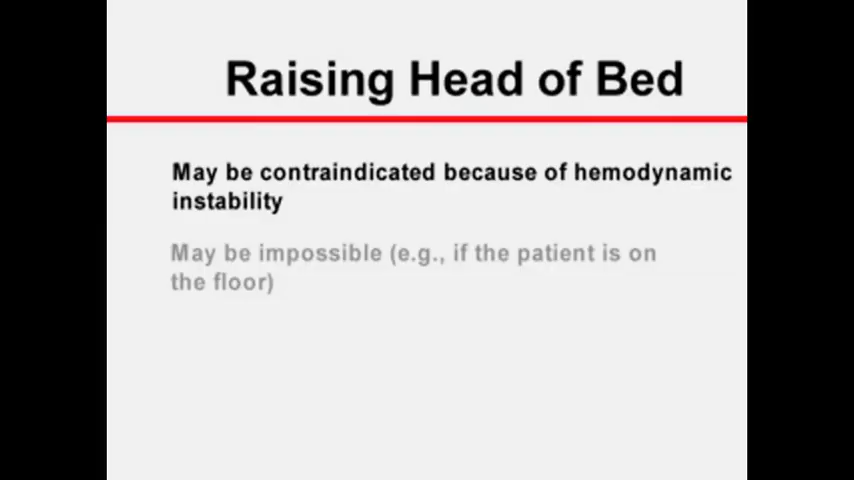 Raising Head of Bed
May be contraindicated because of hemodynamic
instability
May be impossible (e.g., if the patient is on
the floor)